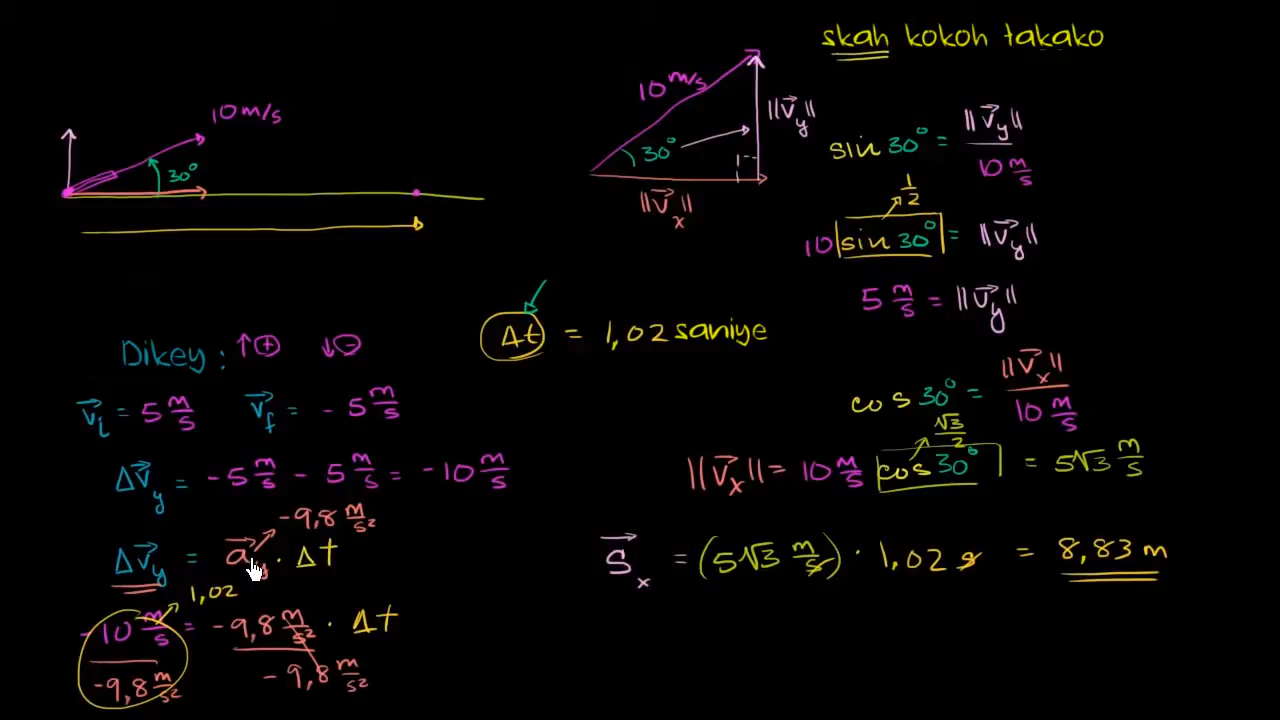 skah kokoh takako
10 m/s
30°
10 m/s
30°
||v⃗y||
||v⃗x||
sin 30° = ||v⃗y|| / 10 m/s
1/2
10 sin 30° = ||v⃗y||
5 m/s = ||v⃗y||
Δt = 1,02 saniye
Dikey: ↑⊕ ↓⊖
v⃗i = 5 m/s v⃗f = -5 m/s
Δv⃗y = -5 m/s - 5 m/s = -10 m/s
-9,8 m/s²
Δv⃗y = a⃗y · Δt
1,02
-10 m/s = -9,8 m/s² · Δt
-9,8 m/s² -9,8 m/s²
cos 30° = ||v⃗x|| / 10 m/s
√3/2
||v⃗x|| = 10 m/s cos 30° = 5√3 m/s
S⃗x = (5√3 m/s) · 1,02 s = 8,83 m